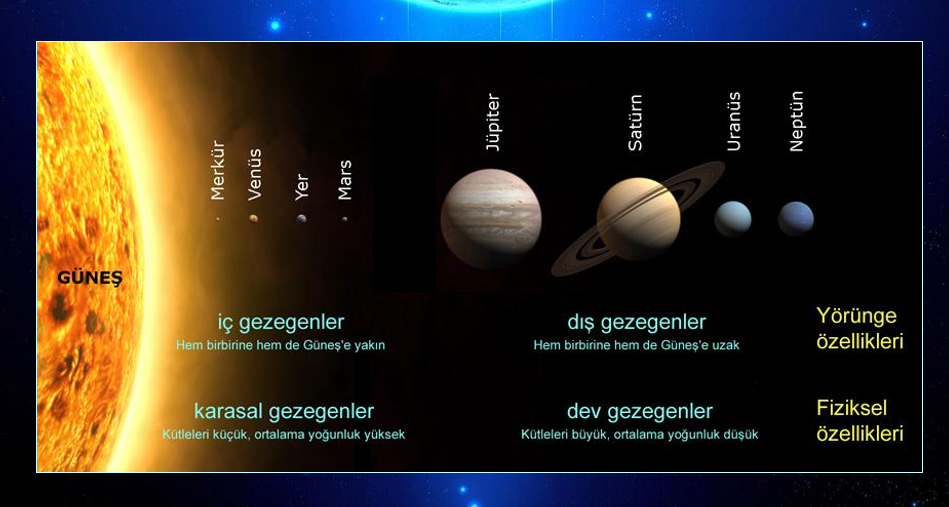 Merkür
Venüs
Yer
Mars
Jüpiter
Satürn
Uranüs
Neptün
GÜNEŞ
iç gezegenler
Hem birbirine hem de Güneş'e yakın
dış gezegenler
Hem birbirine hem de Güneş'e uzak
Yörünge
özellikleri
karasal gezegenler
Kütleleri küçük, ortalama yoğunluk yüksek
dev gezegenler
Kütleleri büyük, ortalama yoğunluk düşük
Fiziksel
özellikleri